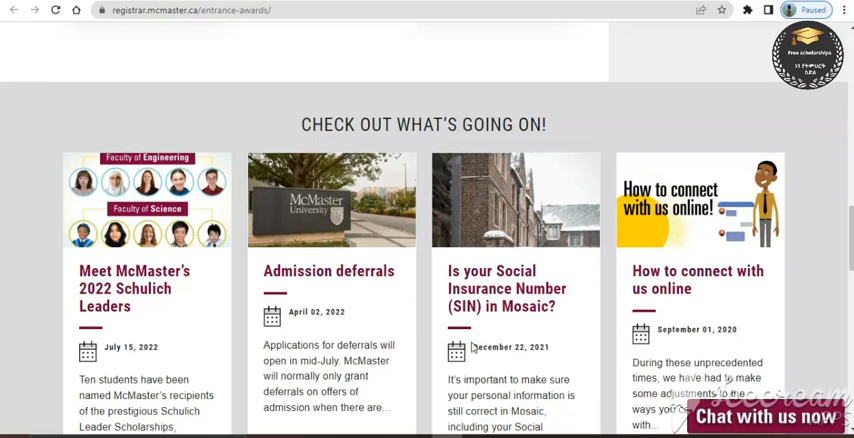 registrar.mcmaster.ca/entrance-awards/
Paused
Free scholarships
ነፃ የትምህርት
ዕድል
CHECK OUT WHAT'S GOING ON!
Faculty of Engineering
Faculty of Science
McMaster
University
How to connect
with us online!
Meet McMaster's
2022 Schulich
Leaders
July 15, 2022
Ten students have been
named McMaster's recipients
of the prestigious Schulich
Leader Scholarships,
Admission deferrals
April 02, 2022
Applications for deferrals will
open in mid-July. McMaster
will normally only grant
deferrals on offers of
admission when there are...
Is your Social
Insurance Number
(SIN) in Mosaic?
December 22, 2021
It's important to make sure
your personal information is
still correct in Mosaic,
including your Social
How to connect with
us online
September 01, 2020
During these unprecedented
times, we have had to make
some adjustments to the
ways you
with...
Chat with us now